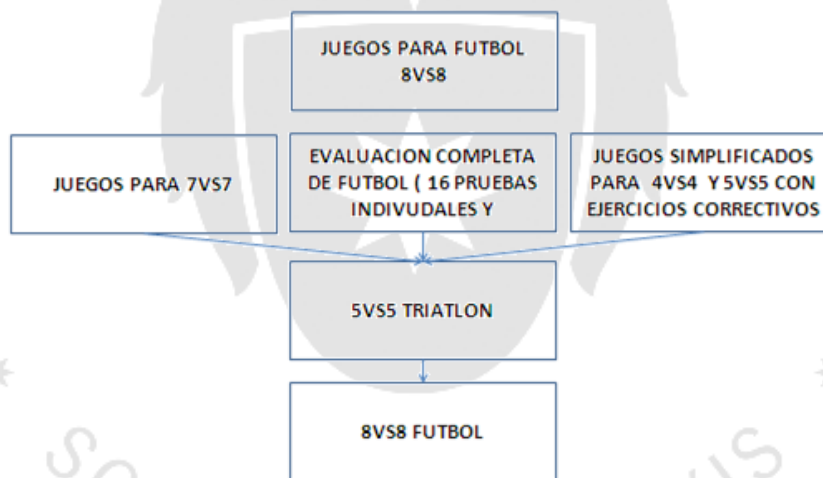 JUEGOS PARA FUTBOL
8VS8
JUEGOS PARA 7VS7
EVALUACION COMPLETA
DE FUTBOL ( 16 PRUEBAS
INDIVUDALES Y
JUEGOS SIMPLIFICADOS
PARA 4VS4 Y 5VS5 CON
EJERCICIOS CORRECTIVOS
5VS5 TRIATLON
8VS8 FUTBOL